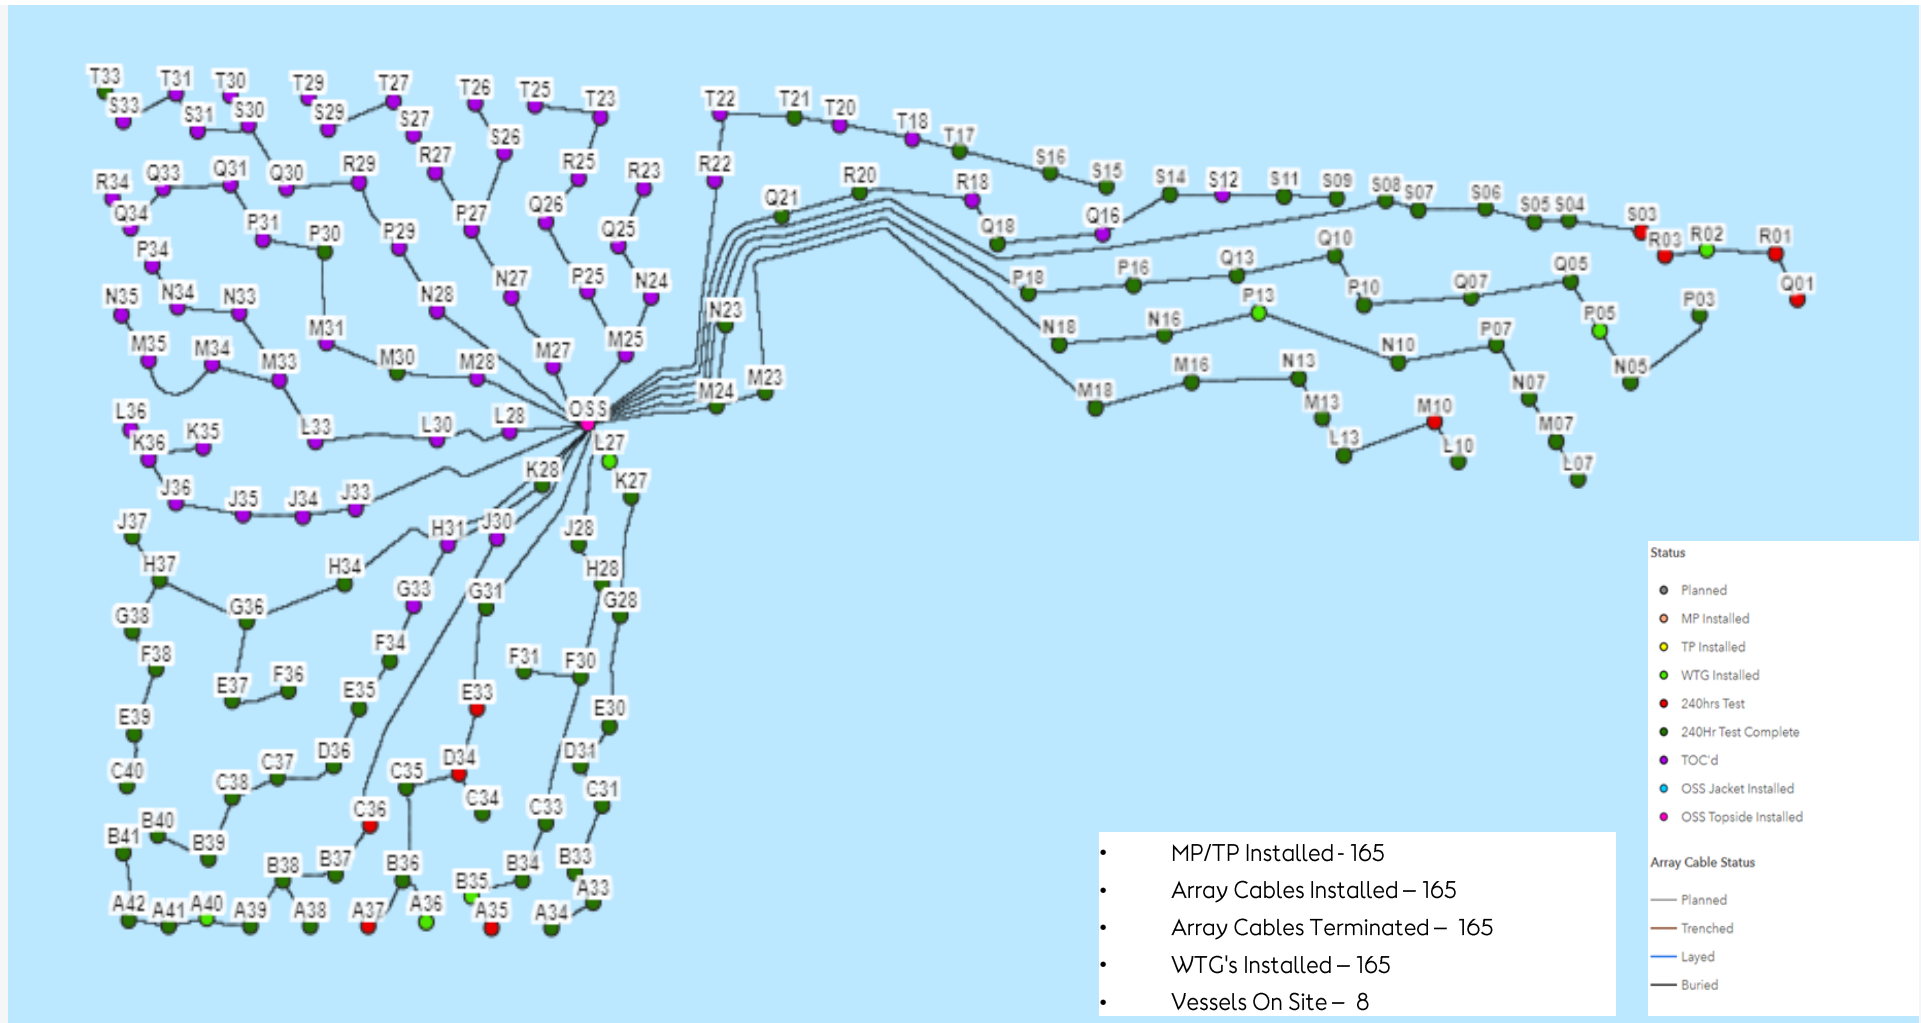 T33 T31 T30 T29 T27 T26 T25 T23 T22 T21 T20 T18 T17
S33 S31 S30 S29 S27 S26 S16 S15
R34 Q33 Q31 Q30 R29 R27 R25 R23 R22 R20 R18 S14 S12 S11 S09 S08 S07 S06 S05 S04 S03
Q34 P31 P30 P29 P27 Q26 Q25 Q21 Q18 Q16 Q10 R03 R02 R01
P34 N35 N34 N33 N28 N27 P25 N24 N23 P18 P16 Q13 P13 P10 Q07 Q05 P05 P03 Q01
M35 M34 M33 M31 M30 M28 M27 M25 M24 M23 N18 N16 N10 P07 N05
L36 K36 K35 L33 L30 L28 OSS M18 M16 N13 M13 L13 M10 L10 N07 M07 L07
J36 J35 J34 J33 K28 L27 K27
J37 H37 H34 H31 J30 J28 H28
G38 G36 G33 G31 G28
F38 E37 F36 F34 F31 F30
E39 E35 E33 E30
C40 C38 C37 D36 C35 D34 C34 D31 C31
B41 B40 B39 C36 C33
B38 B37 B36 B35 B34 B33
A42 A41 A40 A39 A38 A37 A36 A35 A34 A33
Status
Planned
MP Installed
TP Installed
WTG Installed
240hrs Test
240Hr Test Complete
TOC'd
OSS Jacket Installed
OSS Topside Installed
Array Cable Status
Planned
Trenched
Layed
Buried
• MP/TP Installed - 165
• Array Cables Installed – 165
• Array Cables Terminated – 165
• WTG's Installed – 165
• Vessels On Site – 8